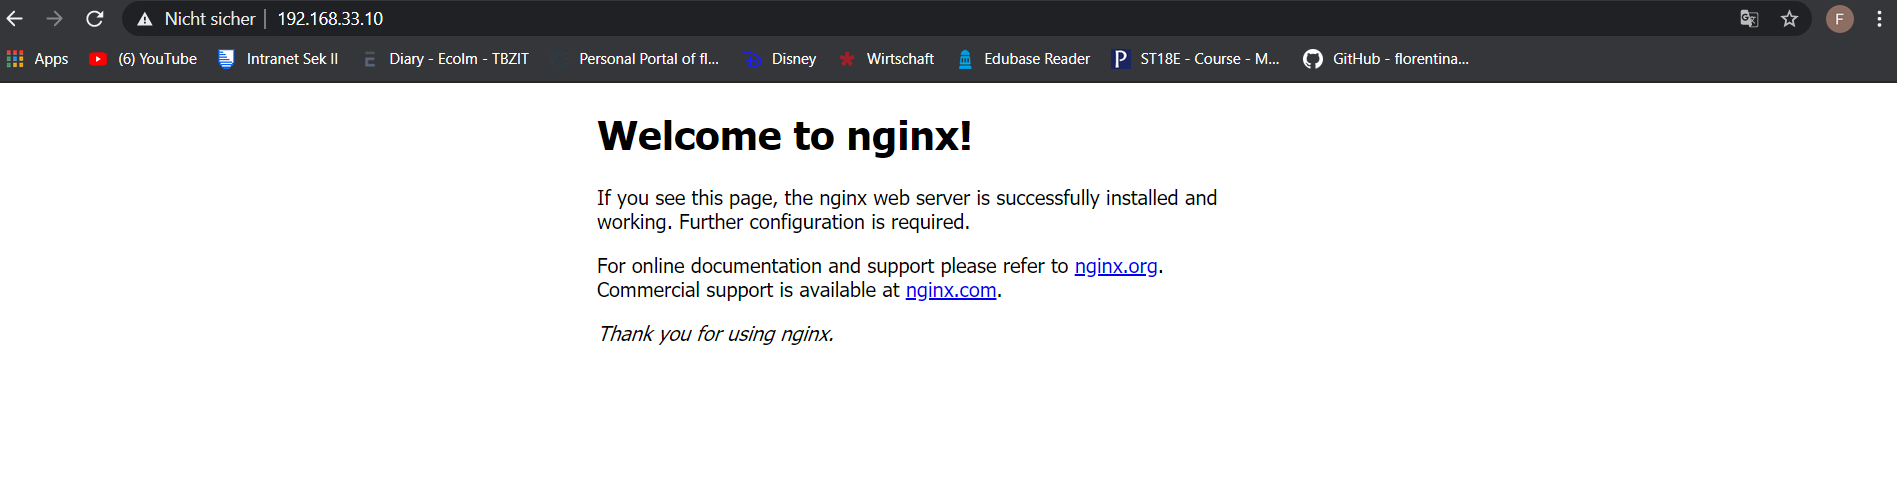 Nicht sicher | 192.168.33.10 F
Apps (6) YouTube Intranet Sek II Diary - Ecolm - TBZIT Personal Portal of fl... Disney Wirtschaft Edubase Reader ST18E - Course - M... GitHub - florentina...
Welcome to nginx!
If you see this page, the nginx web server is successfully installed and
working. Further configuration is required.
For online documentation and support please refer to nginx.org.
Commercial support is available at nginx.com.
Thank you for using nginx.